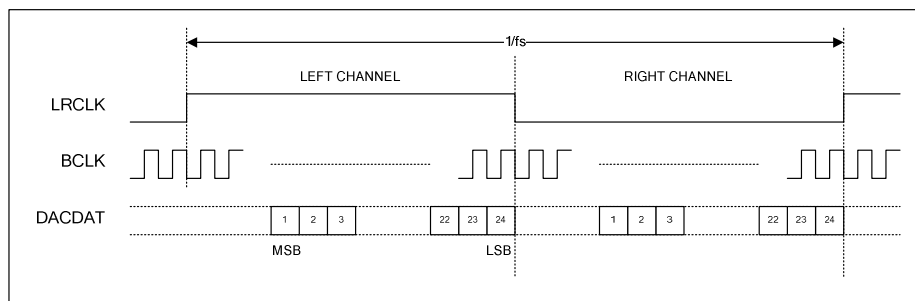 1/fs
LEFT CHANNEL RIGHT CHANNEL
LRCLK
BCLK
DACDAT 1 2 3 22 23 24 1 2 3 22 23 24
MSB LSB